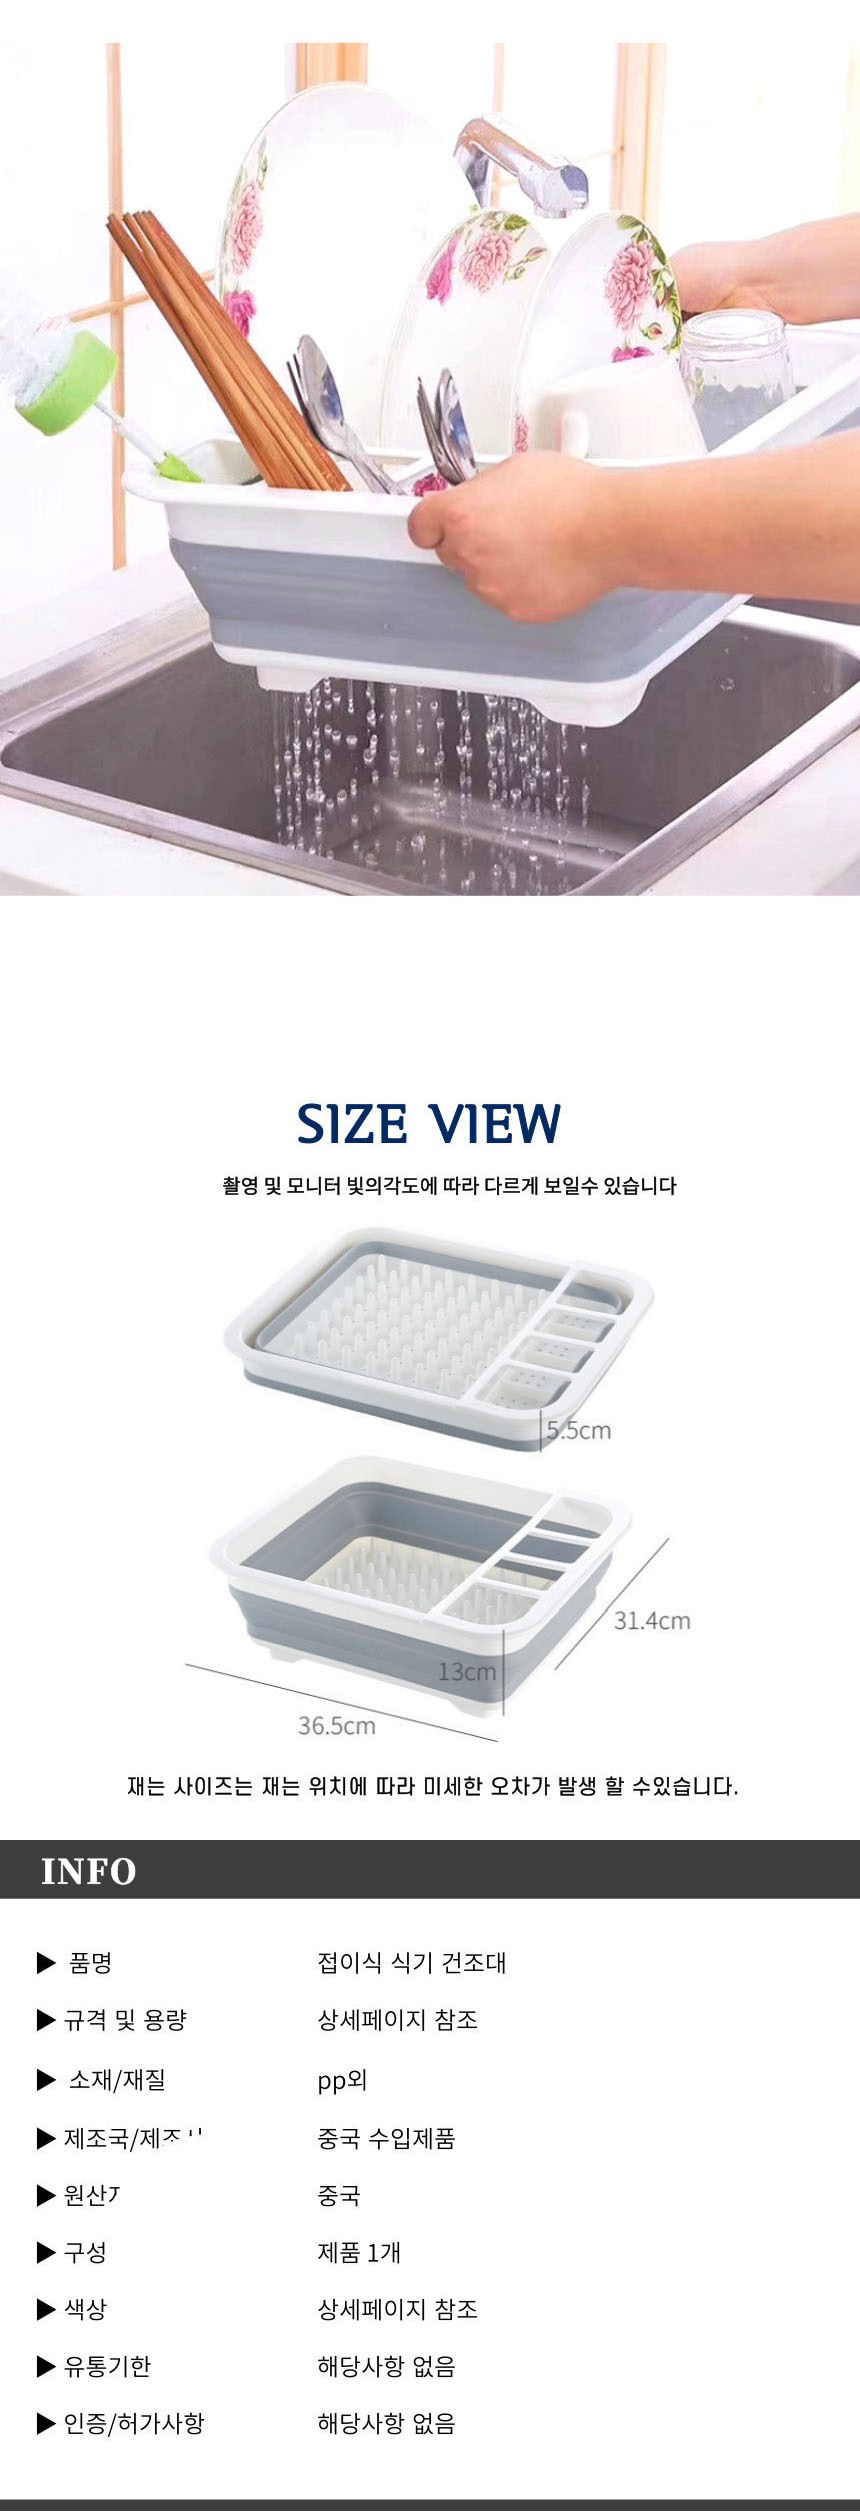 SIZE VIEW
촬영 및 모니터 빛의각도에 따라 다르게 보일수 있습니다
5.5cm
31.4cm
13cm
36.5cm
재는 사이즈는 재는 위치에 따라 미세한 오차가 발생 할 수있습니다.
INFO
▶ 품명 접이식 식기 건조대
▶ 규격 및 용량 상세페이지 참조
▶ 소재/재질 pp외
▶ 제조국/ 중국 수입제품
▶ 중국
▶ 구성 제품 1개
▶ 색상 상세페이지 참조
▶ 유통기한 해당사항 없음
▶ 인증/허가사항 해당사항 없음